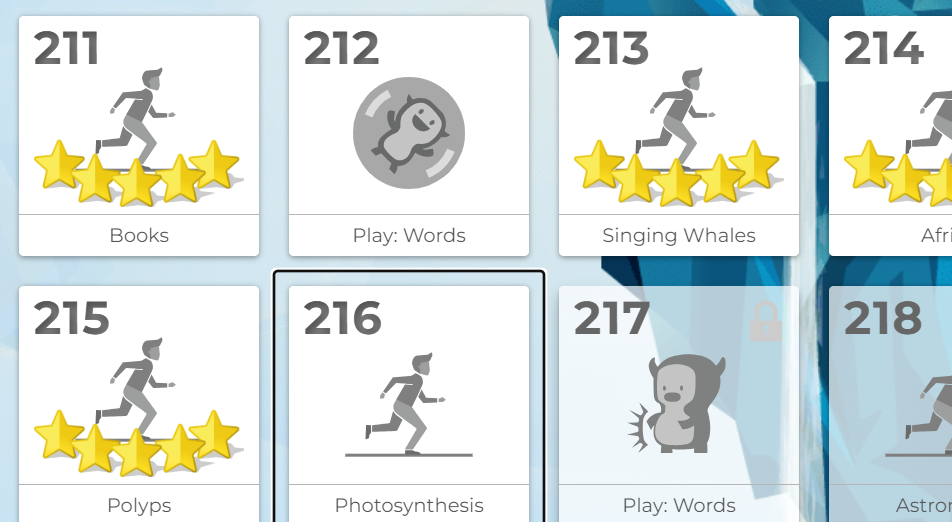 211
212
213
214
Books
Play: Words
Singing Whales
215
216
217
218
Polyps
Photosynthesis
Play: Words